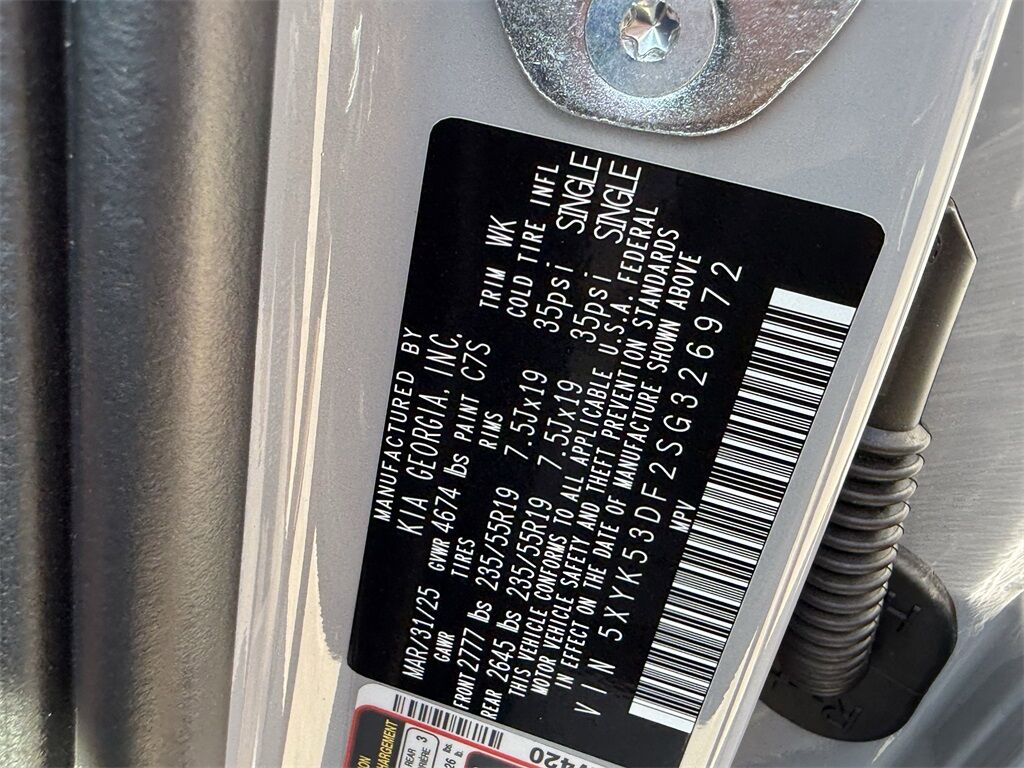 MANUFACTURED BY
KIA GEORGIA, INC.
MAR/31/25 GVWR 4674 lbs PAINT C7S TRIM WK
GAWR TIRES RIMS COLD TIRE INFL
FRONT 2777 lbs 235/55R19 7.5Jx19 35psi SINGLE
REAR 2645 lbs 235/55R19 7.5Jx19 35psi SINGLE
THIS VEHICLE CONFORMS TO ALL APPLICABLE U.S.A. FEDERAL
MOTOR VEHICLE SAFETY AND THEFT PREVENTION STANDARDS
IN EFFECT ON THE DATE OF MANUFACTURE SHOWN ABOVE
VIN 5XYK53DF2SG326972
MPV
REAR 3
420